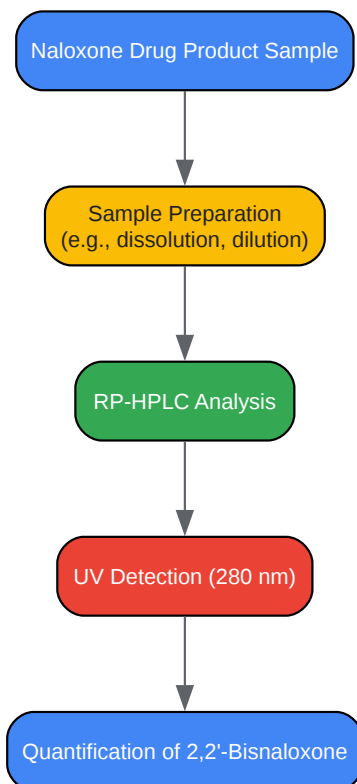 Naloxone Drug Product Sample
Sample Preparation
(e.g., dissolution, dilution)
RP-HPLC Analysis
UV Detection (280 nm)
Quantification of 2,2'-Bisnaloxone